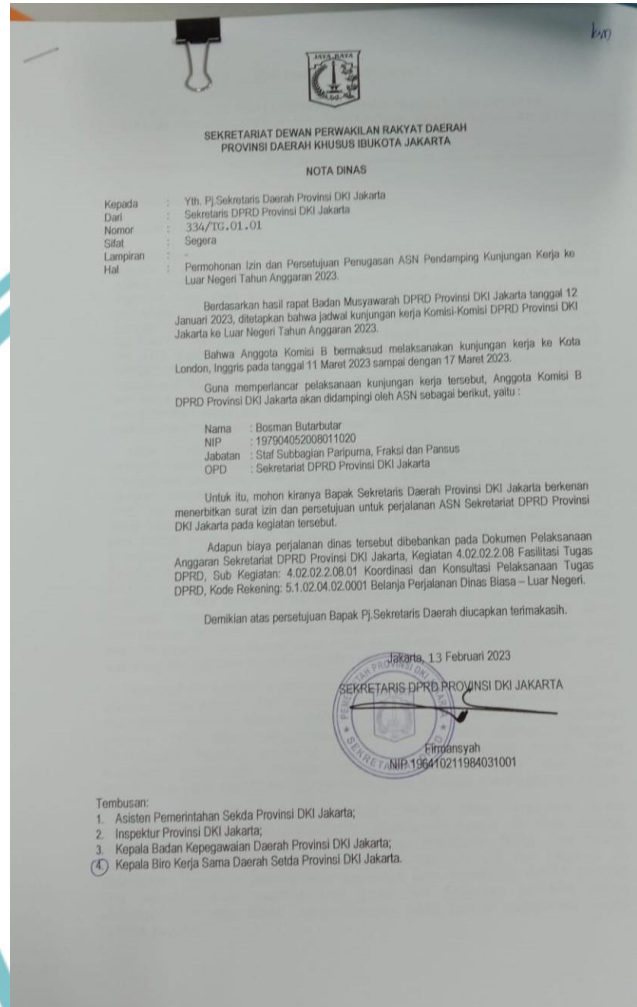 km
JAYA RAYA
SEKRETARIAT DEWAN PERWAKILAN RAKYAT DAERAH
PROVINSI DAERAH KHUSUS IBUKOTA JAKARTA
NOTA DINAS
Kepada : Yth. Pj.Sekretaris Daerah Provinsi DKI Jakarta
Dari : Sekretaris DPRD Provinsi DKI Jakarta
Nomor : 334/TG.01.01
Sifat : Segera
Lampiran : -
Hal : Permohonan Izin dan Persetujuan Penugasan ASN Pendamping Kunjungan Kerja ke
Luar Negeri Tahun Anggaran 2023.
Berdasarkan hasil rapat Badan Musyawarah DPRD Provinsi DKI Jakarta tanggal 12
Januari 2023, ditetapkan bahwa jadwal kunjungan kerja Komisi-Komisi DPRD Provinsi DKI
Jakarta ke Luar Negeri Tahun Anggaran 2023.
Bahwa Anggota Komisi B bermaksud melaksanakan kunjungan kerja ke Kota
London, Inggris pada tanggal 11 Maret 2023 sampai dengan 17 Maret 2023.
Guna memperlancar pelaksanaan kunjungan kerja tersebut, Anggota Komisi B
DPRD Provinsi DKI Jakarta akan didampingi oleh ASN sebagai berikut, yaitu :
Nama : Bosman Butarbutar
NIP : 197904052008011020
Jabatan : Staf Subbagian Paripurna, Fraksi dan Pansus
OPD : Sekretariat DPRD Provinsi DKI Jakarta
Untuk itu, mohon kiranya Bapak Sekretaris Daerah Provinsi DKI Jakarta berkenan
menerbitkan surat izin dan persetujuan untuk perjalanan ASN Sekretariat DPRD Provinsi
DKI Jakarta pada kegiatan tersebut.
Adapun biaya perjalanan dinas tersebut dibebankan pada Dokumen Pelaksanaan
Anggaran Sekretariat DPRD Provinsi DKI Jakarta, Kegiatan 4.02.02.2.08 Fasilitasi Tugas
DPRD, Sub Kegiatan: 4.02.02.2.08.01 Koordinasi dan Konsultasi Pelaksanaan Tugas
DPRD, Kode Rekening: 5.1.02.04.02.0001 Belanja Perjalanan Dinas Biasa – Luar Negeri.
Demikian atas persetujuan Bapak Pj.Sekretaris Daerah diucapkan terimakasih.
Jakarta, 13 Februari 2023
SEKRETARIS DPRD PROVINSI DKI JAKARTA
Firmansyah
NIP.196410211984031001
Tembusan:
1. Asisten Pemerintahan Sekda Provinsi DKI Jakarta;
2. Inspektur Provinsi DKI Jakarta;
3. Kepala Badan Kepegawaian Daerah Provinsi DKI Jakarta;
4. Kepala Biro Kerja Sama Daerah Setda Provinsi DKI Jakarta.